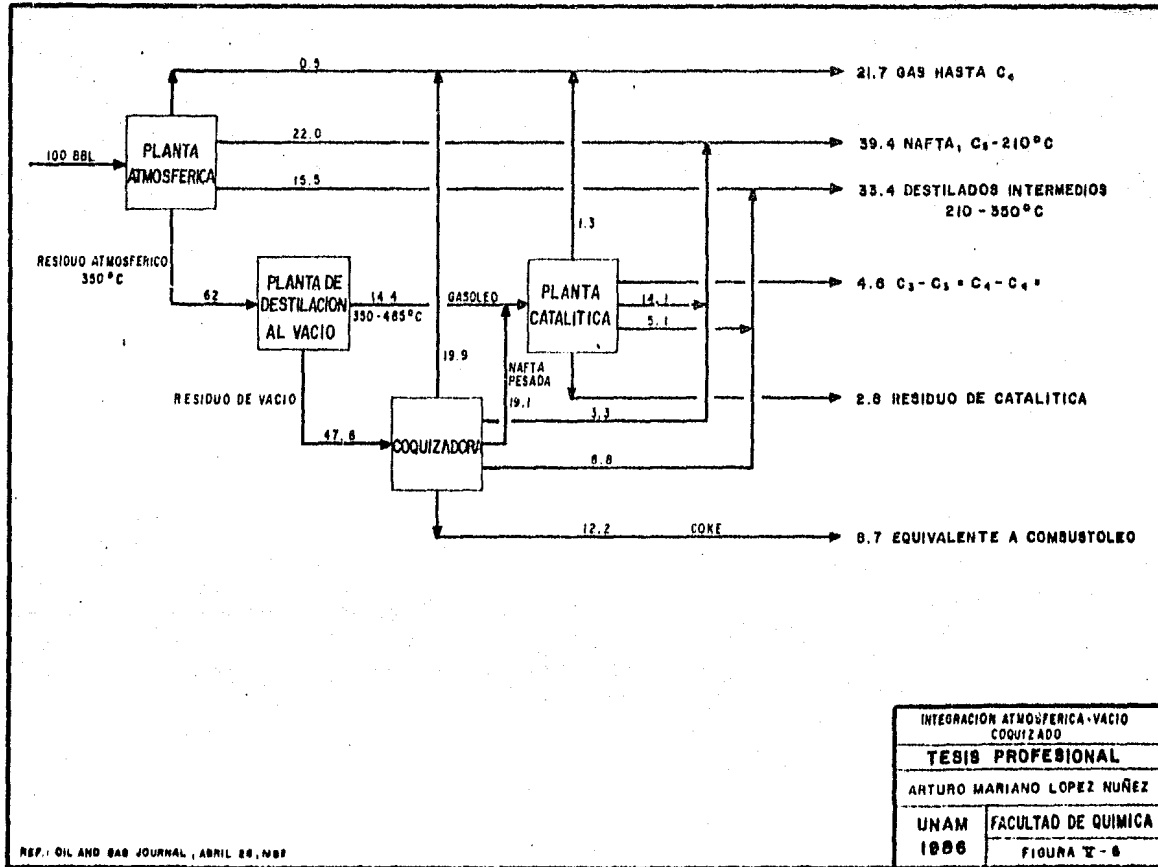 0.5
21.7 GAS HASTA C₄
22.0
39.4 NAFTA, C₅-210°C
100 BBL
PLANTA
ATMOSFERICA
15.5
33.4 DESTILADOS INTERMEDIOS
210 - 350°C
1.3
RESIDUO ATMOSFERICO
350°C
62
PLANTA DE
DESTILACION
AL VACIO
14.4
350-485°C
GASOLEO
PLANTA
CATALITICA
4.6 C₃-C₃ = C₄-C₄ =
14.1
5.1
19.9
NAFTA
PESADA
19.1
RESIDUO DE VACIO
47.6
COQUIZADORA
3.3
2.8 RESIDUO DE CATALITICA
8.8
12.2 COKE
8.7 EQUIVALENTE A COMBUSTOLEO
INTEGRACION ATMOSFERICA-VACIO
COQUIZADO
TESIS PROFESIONAL
ARTURO MARIANO LOPEZ NUÑEZ
UNAM
1986
FACULTAD DE QUIMICA
FIGURA V - 6
REF.: OIL AND GAS JOURNAL, ABRIL